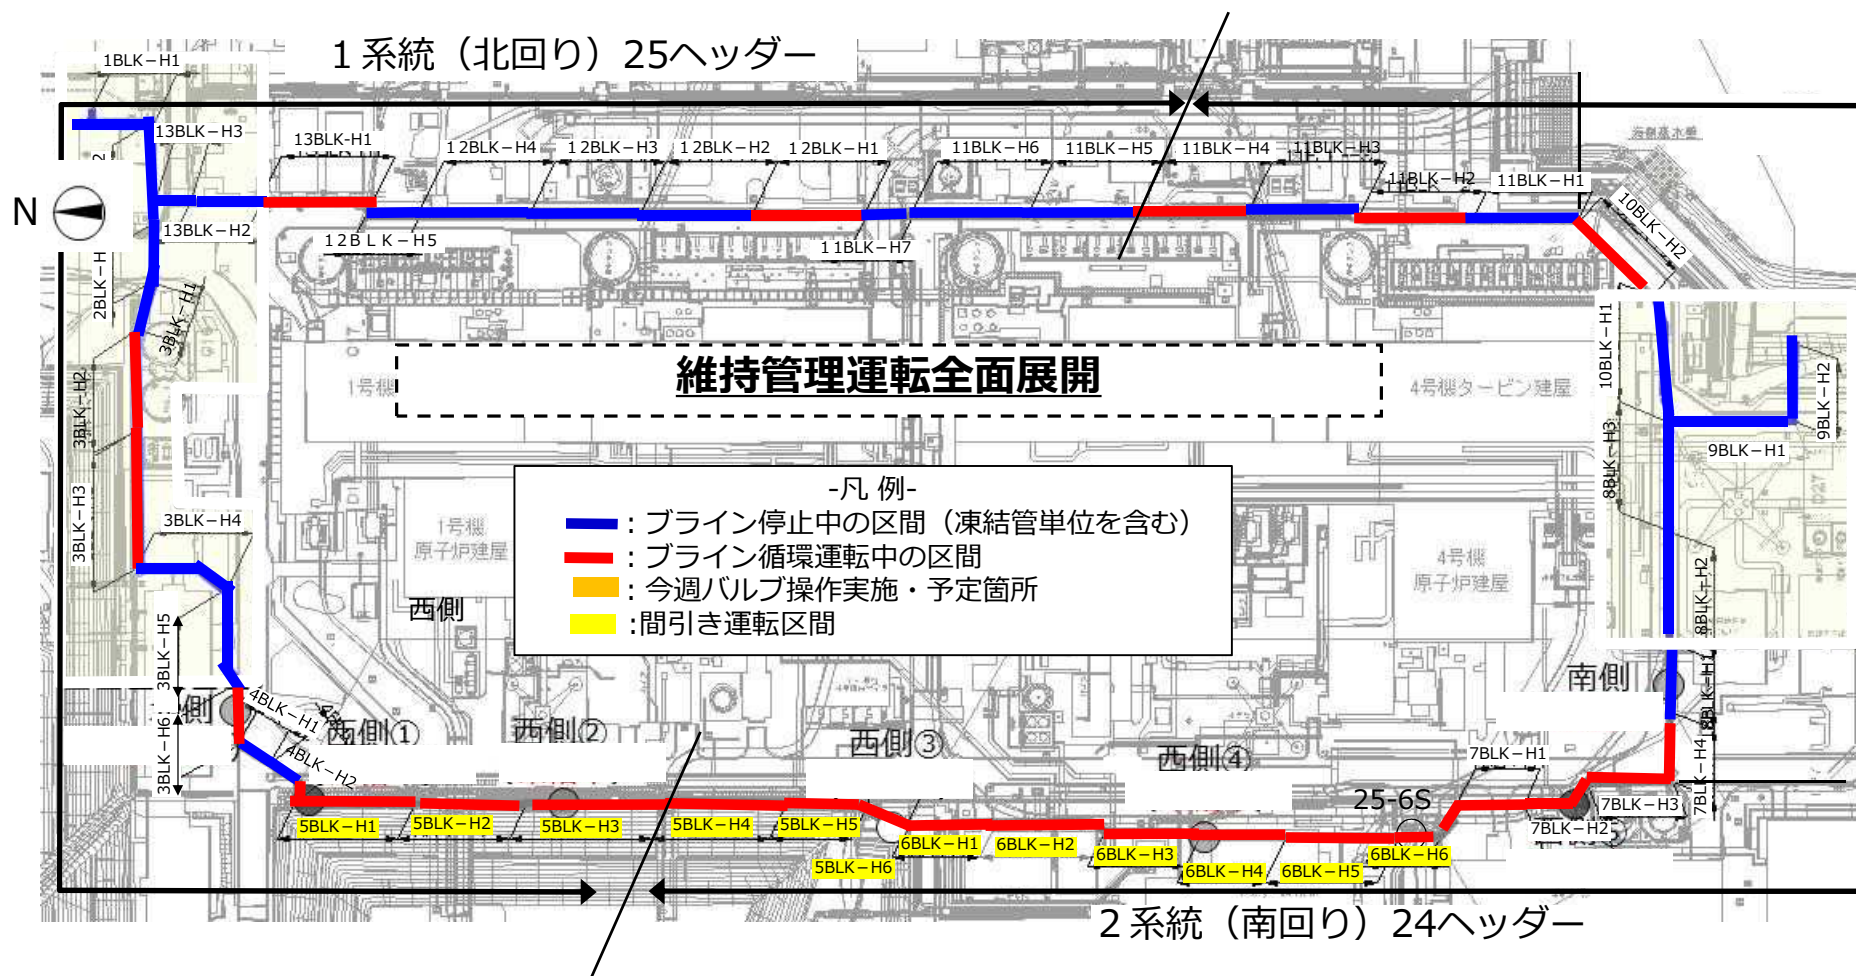 1系統（北回り）25ヘッダー
1BLK－H1
13BLK－H3
13BLK-H1
12BLK－H4
12BLK－H3
12BLK－H2
12BLK－H1
11BLK－H6
11BLK－H5
11BLK－H4
11BLK－H3
11BLK－H2
11BLK－H1
10BLK－H2
海側遮水壁
N
13BLK－H2
12BLK－H5
11BLK－H7
2BLK－H
3BLK－H1
10BLK－H1
維持管理運転全面展開
1号機
4号機タービン建屋
3BLK－H2
9BLK－H2
9BLK－H1
8BLK－H3
3BLK－H3
3BLK－H4
-凡 例-
：ブライン停止中の区間（凍結管単位を含む）
：ブライン循環運転中の区間
：今週バルブ操作実施・予定箇所
：間引き運転区間
1号機
原子炉建屋
4号機
原子炉建屋
西側
8BLK－H2
3BLK－H5
南側
8BLK－H1
側
4BLK－H1
西側①
西側②
西側③
西側④
3BLK－H6
4BLK－H2
7BLK－H1
7BLK－H4
25-6S
7BLK－H3
5BLK－H1
5BLK－H2
5BLK－H3
5BLK－H4
5BLK－H5
7BLK－H2
6BLK－H1
6BLK－H2
6BLK－H3
6BLK－H6
5BLK－H6
6BLK－H4
6BLK－H5
2系統（南回り）24ヘッダー